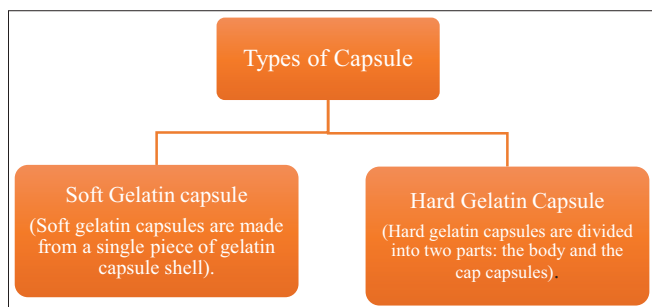 Types of Capsule
Soft Gelatin capsule
(Soft gelatin capsules are made
from a single piece of gelatin
capsule shell).
Hard Gelatin Capsule
(Hard gelatin capsules are divided
into two parts: the body and the
cap capsules).